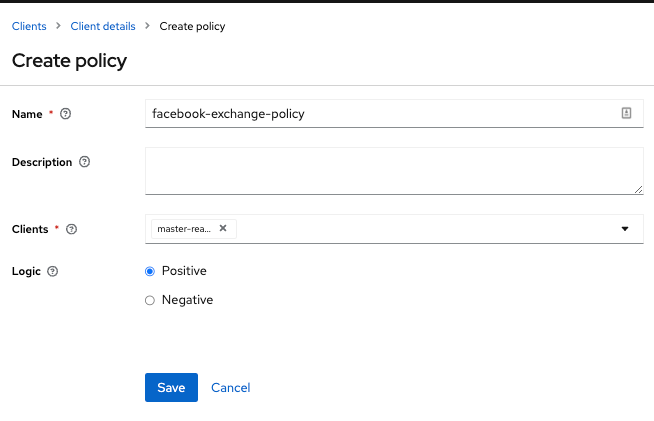 Clients > Client details > Create policy
Create policy
Name * facebook-exchange-policy
Description
Clients * master-rea...
Logic Positive
Negative
Save Cancel